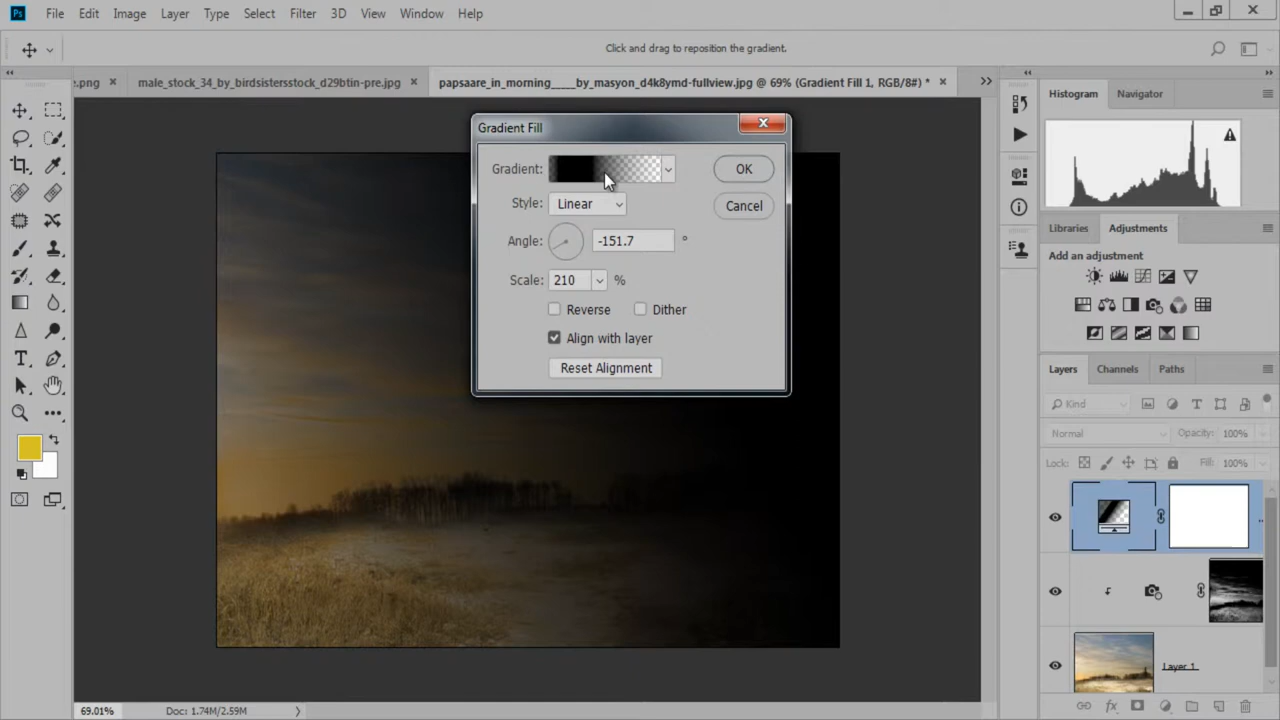 Ps File Edit Image Layer Type Select Filter 3D View Window Help
Click and drag to reposition the gradient.
e.png male_stock_34_by_birdsistersstock_d29btin-pre.jpg papsaare_in_morning_____by_masyon_d4k8ymd-fullview.jpg @ 69% (Gradient Fill 1, RGB/8#) *
Histogram Navigator
Gradient Fill
Gradient: OK
Style: Linear Cancel
Angle: -151.7 °
Scale: 210 %
Reverse Dither
Align with layer
Reset Alignment
Libraries Adjustments
Add an adjustment
Layers Channels Paths
Kind
Normal Opacity: 100%
Lock: Fill: 100%
Layer 1
69.01% Doc: 1.74M/2.59M